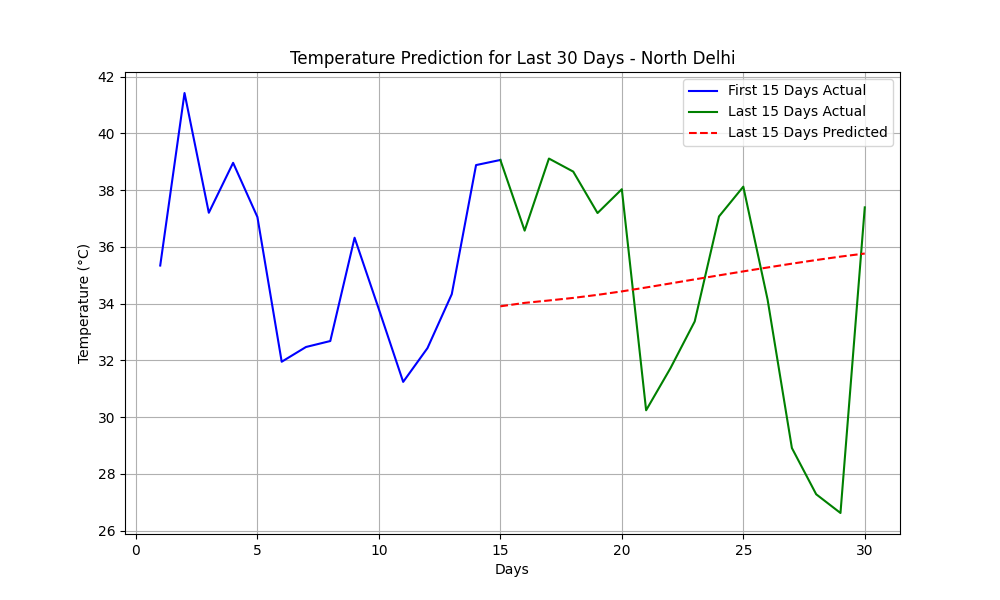 Temperature Prediction for Last 30 Days - North Delhi
First 15 Days Actual
Last 15 Days Actual
Last 15 Days Predicted
Temperature (°C)
42
40
38
36
34
32
30
28
26
0 5 10 15 20 25 30
Days